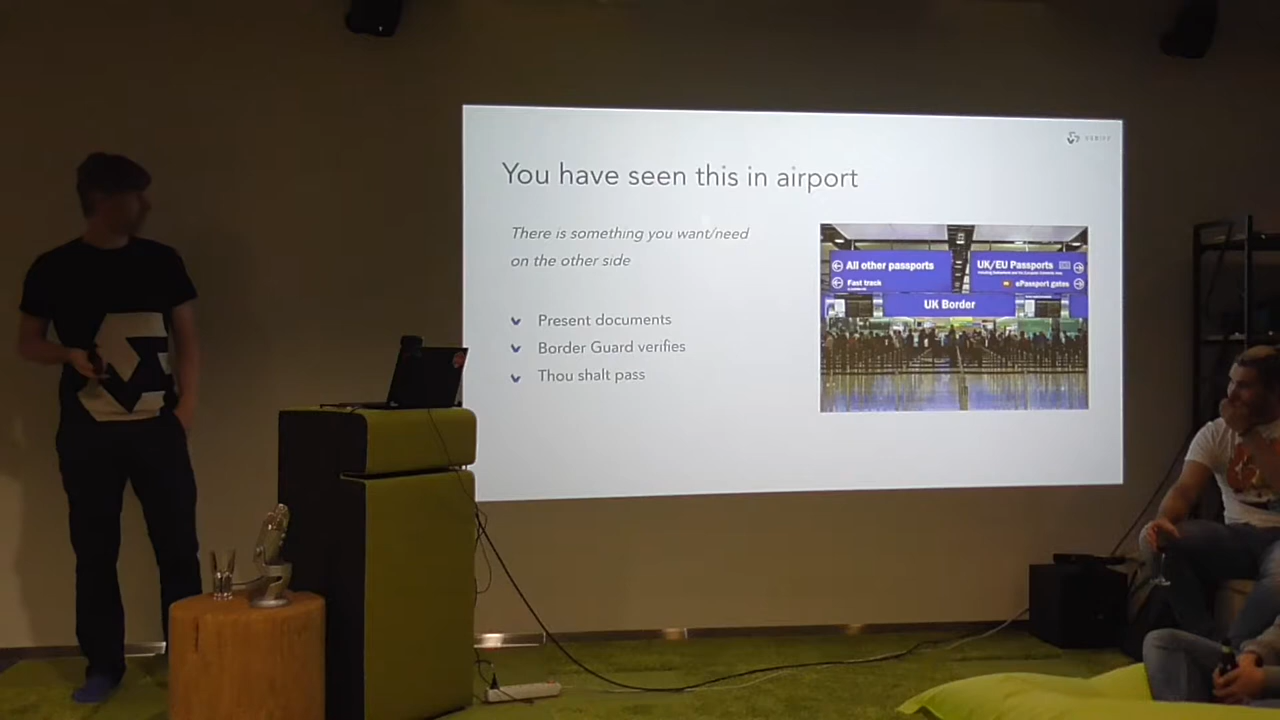 VERIFF
You have seen this in airport
There is something you want/need
on the other side
Present documents
Border Guard verifies
Thou shalt pass
All other passports
Fast track
UK/EU Passports
ePassport gates
UK Border